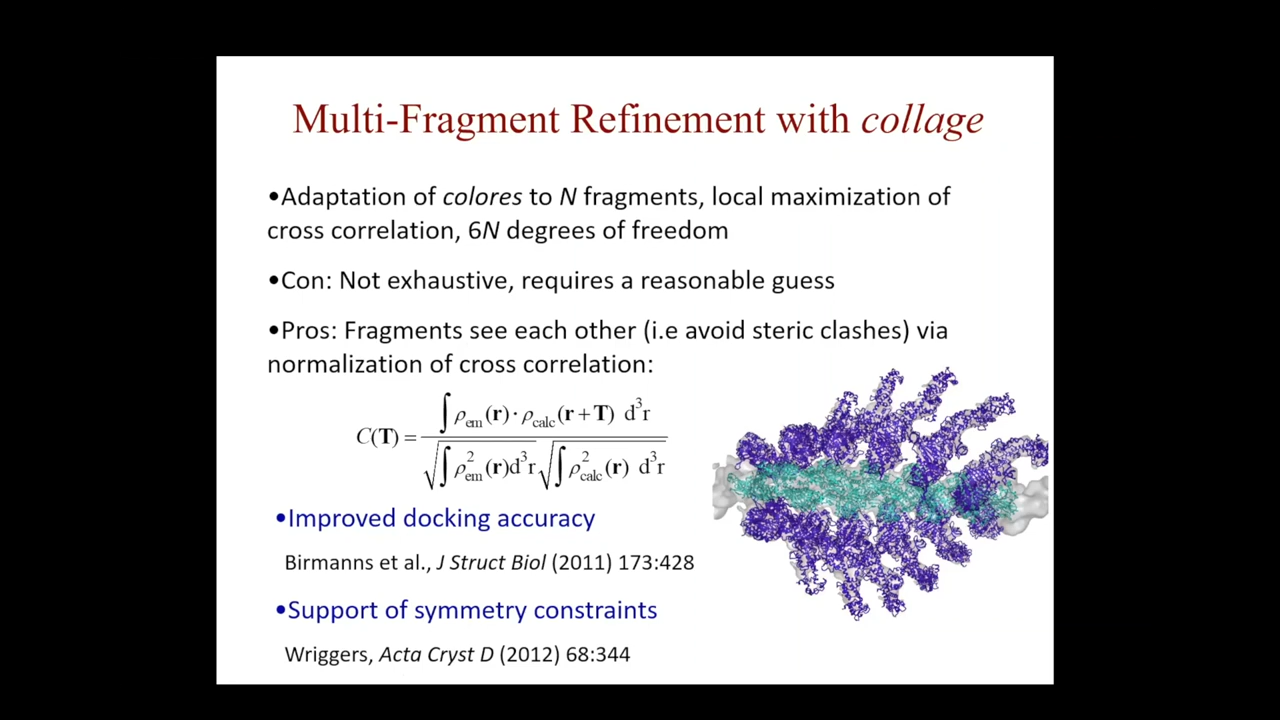 Multi-Fragment Refinement with collage
•Adaptation of colores to N fragments, local maximization of
cross correlation, 6N degrees of freedom
•Con: Not exhaustive, requires a reasonable guess
•Pros: Fragments see each other (i.e avoid steric clashes) via
normalization of cross correlation:
C(T) = ∫ρem(r)·ρcalc(r+T) d³r / √∫ρ²em(r)d³r √∫ρ²calc(r) d³r
•Improved docking accuracy
Birmanns et al., J Struct Biol (2011) 173:428
•Support of symmetry constraints
Wriggers, Acta Cryst D (2012) 68:344